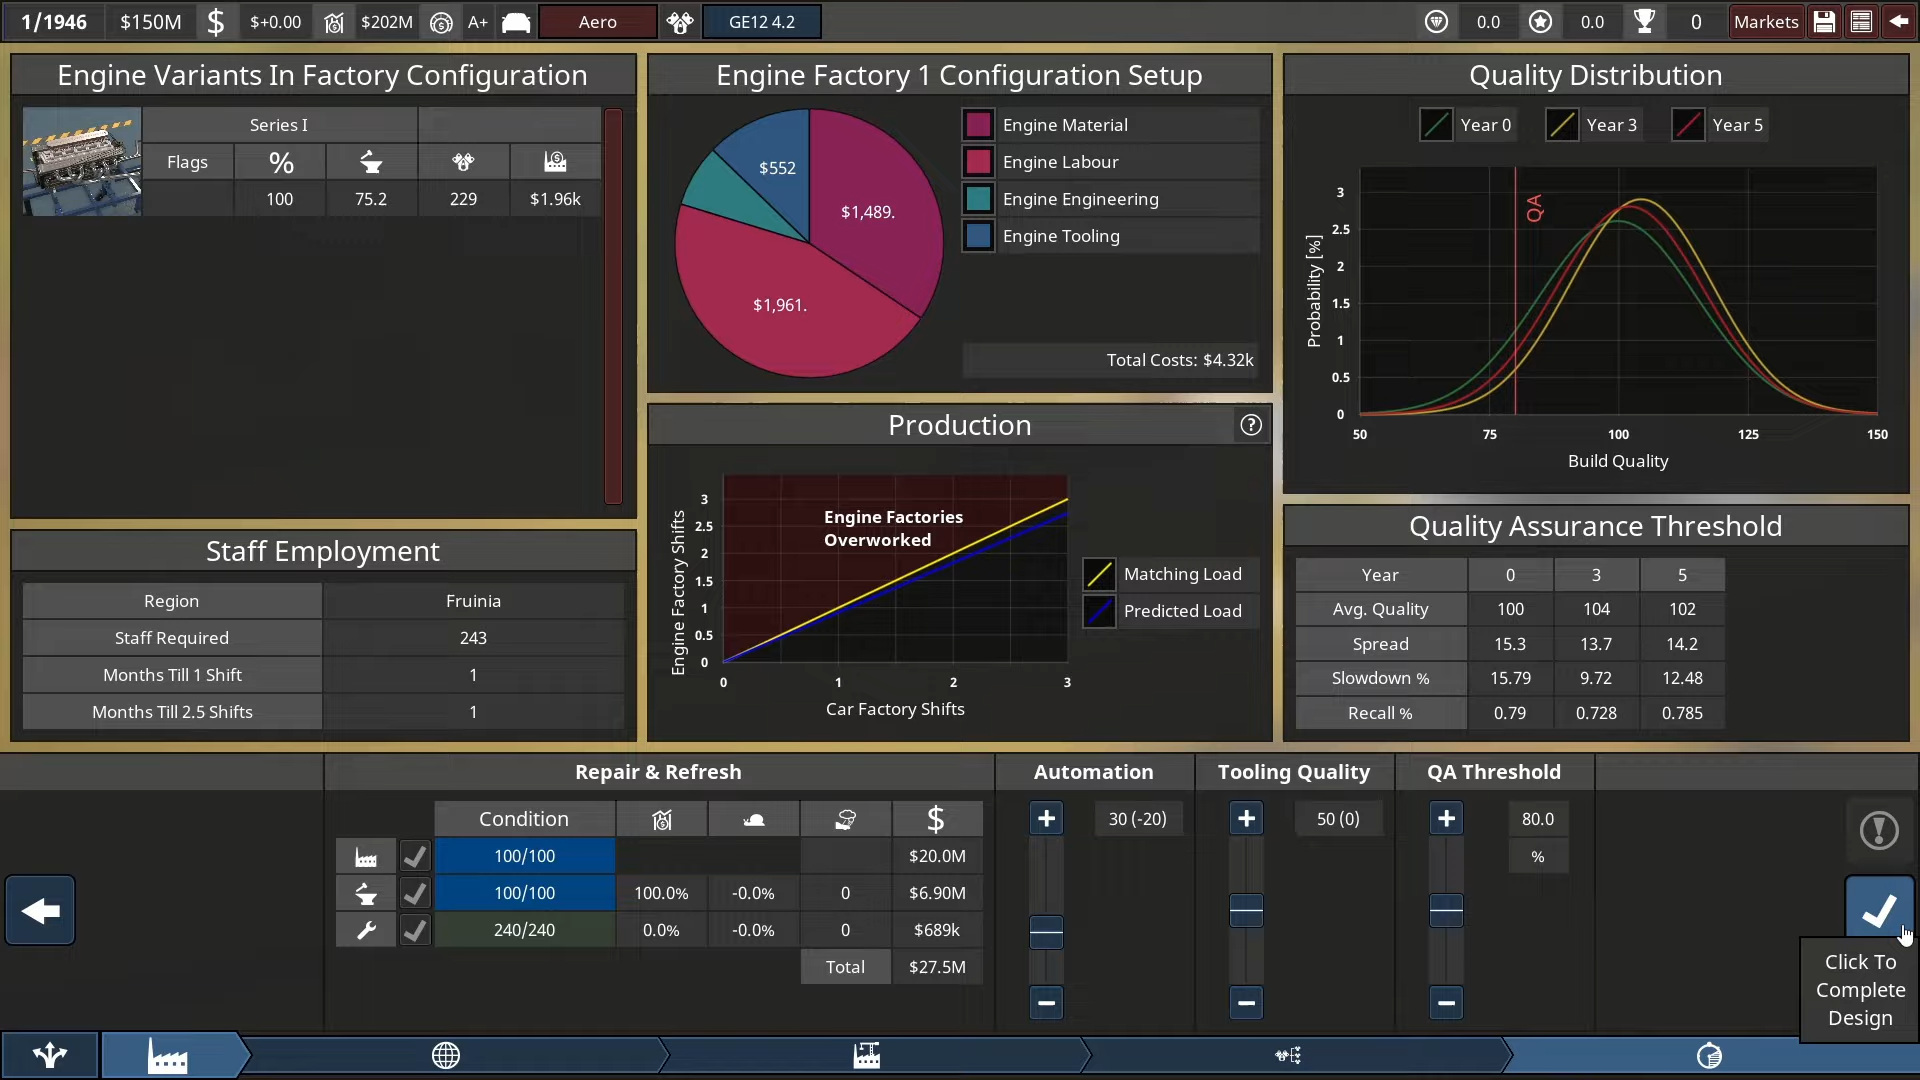 1/1946 $150M $+0.00 $202M A+ Aero GE12 4.2 0.0 0.0 0 Markets
Engine Variants In Factory Configuration
Series I
Flags %
100 75.2 229 $1.96k
Staff Employment
Region Fruinia
Staff Required 243
Months Till 1 Shift 1
Months Till 2.5 Shifts 1
Engine Factory 1 Configuration Setup
$552
$1,489.
$1,961.
Engine Material
Engine Labour
Engine Engineering
Engine Tooling
Total Costs: $4.32k
Production ?
Engine Factory Shifts
3
2.5
2
1.5
1
0.5
0
Engine Factories
Overworked
0 1 2 3
Car Factory Shifts
Matching Load
Predicted Load
Quality Distribution
Year 0 Year 3 Year 5
Probability [%]
3
2.5
2
1.5
1
0.5
0
QA
50 75 100 125 150
Build Quality
Quality Assurance Threshold
Year 0 3 5
Avg. Quality 100 104 102
Spread 15.3 13.7 14.2
Slowdown % 15.79 9.72 12.48
Recall % 0.79 0.728 0.785
Repair & Refresh
Condition $
100/100 $20.0M
100/100 100.0% -0.0% 0 $6.90M
240/240 0.0% -0.0% 0 $689k
Total $27.5M
Automation
30 (-20)
Tooling Quality
50 (0)
QA Threshold
80.0
%
Click To
Complete
Design